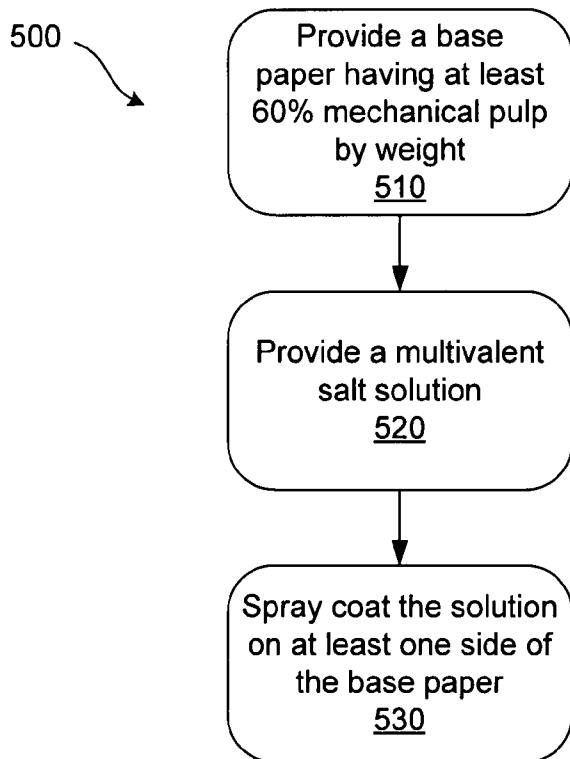 500
Provide a base
paper having at least
60% mechanical pulp
by weight
510
Provide a multivalent
salt solution
520
Spray coat the solution
on at least one side of
the base paper
530